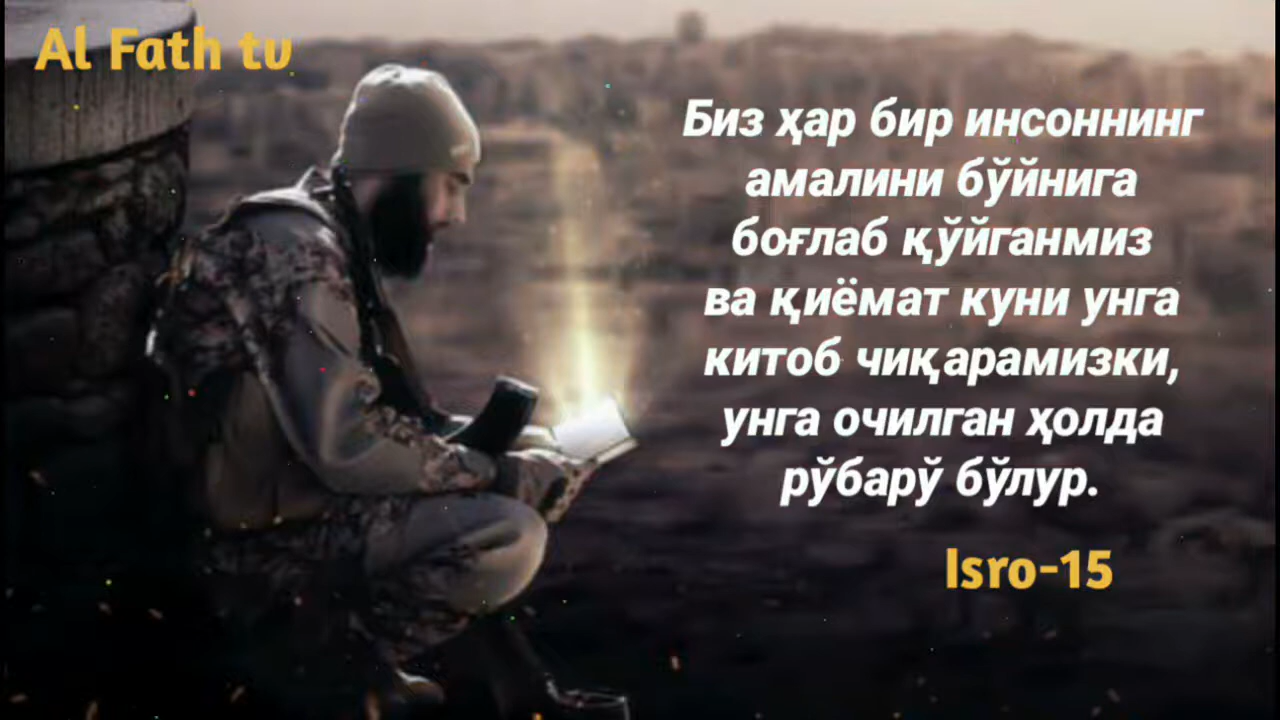 Al Fath tv
Биз ҳар бир инсоннинг
амалини бўйнига
боғлаб қўйганмиз
ва қиёмат куни унга
китоб чиқарамизки,
унга очилган ҳолда
рўбарў бўлур.
Isro-15